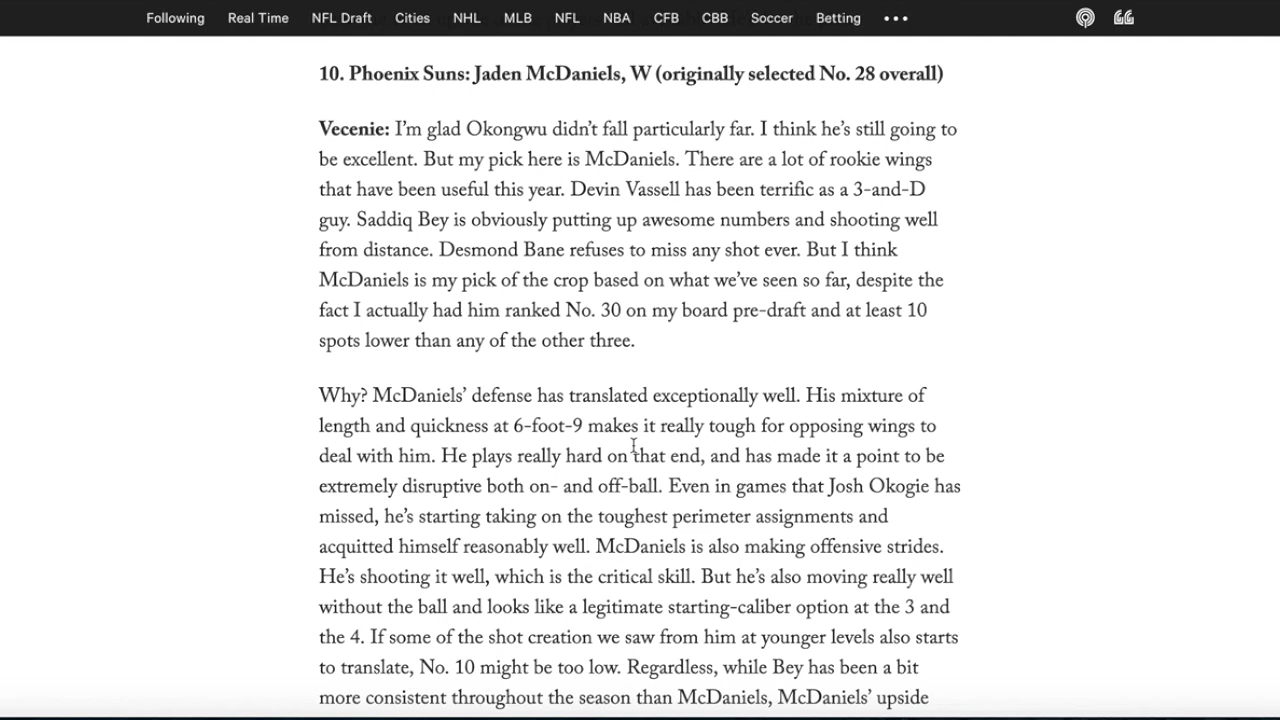 Following Real Time NFL Draft Cities NHL MLB NFL NBA CFB CBB Soccer Betting
10. Phoenix Suns: Jaden McDaniels, W (originally selected No. 28 overall)
Vecenie: I’m glad Okongwu didn’t fall particularly far. I think he’s still going to
be excellent. But my pick here is McDaniels. There are a lot of rookie wings
that have been useful this year. Devin Vassell has been terrific as a 3-and-D
guy. Saddiq Bey is obviously putting up awesome numbers and shooting well
from distance. Desmond Bane refuses to miss any shot ever. But I think
McDaniels is my pick of the crop based on what we’ve seen so far, despite the
fact I actually had him ranked No. 30 on my board pre-draft and at least 10
spots lower than any of the other three.
Why? McDaniels’ defense has translated exceptionally well. His mixture of
length and quickness at 6-foot-9 makes it really tough for opposing wings to
deal with him. He plays really hard on that end, and has made it a point to be
extremely disruptive both on- and off-ball. Even in games that Josh Okogie has
missed, he’s starting taking on the toughest perimeter assignments and
acquitted himself reasonably well. McDaniels is also making offensive strides.
He’s shooting it well, which is the critical skill. But he’s also moving really well
without the ball and looks like a legitimate starting-caliber option at the 3 and
the 4. If some of the shot creation we saw from him at younger levels also starts
to translate, No. 10 might be too low. Regardless, while Bey has been a bit
more consistent throughout the season than McDaniels, McDaniels’ upside